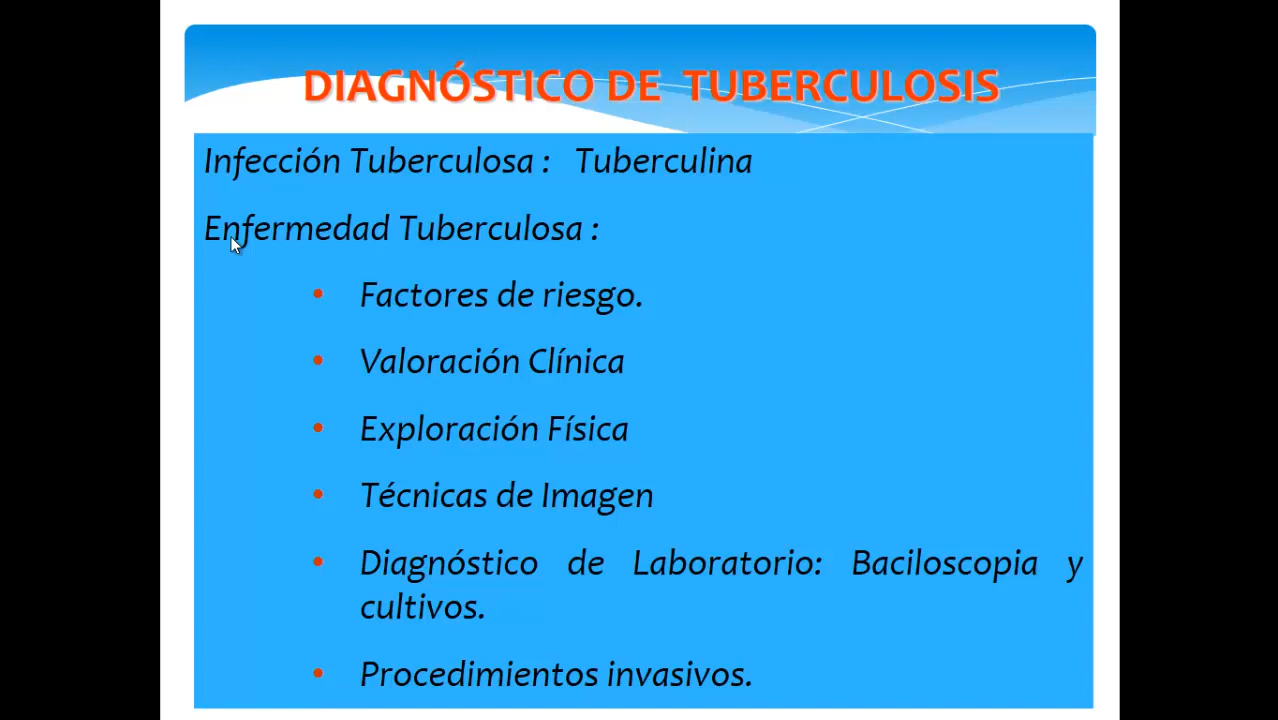 DIAGNÓSTICO DE TUBERCULOSIS
Infección Tuberculosa : Tuberculina
Enfermedad Tuberculosa :
• Factores de riesgo.
• Valoración Clínica
• Exploración Física
• Técnicas de Imagen
• Diagnóstico de Laboratorio: Baciloscopia y
cultivos.
• Procedimientos invasivos.